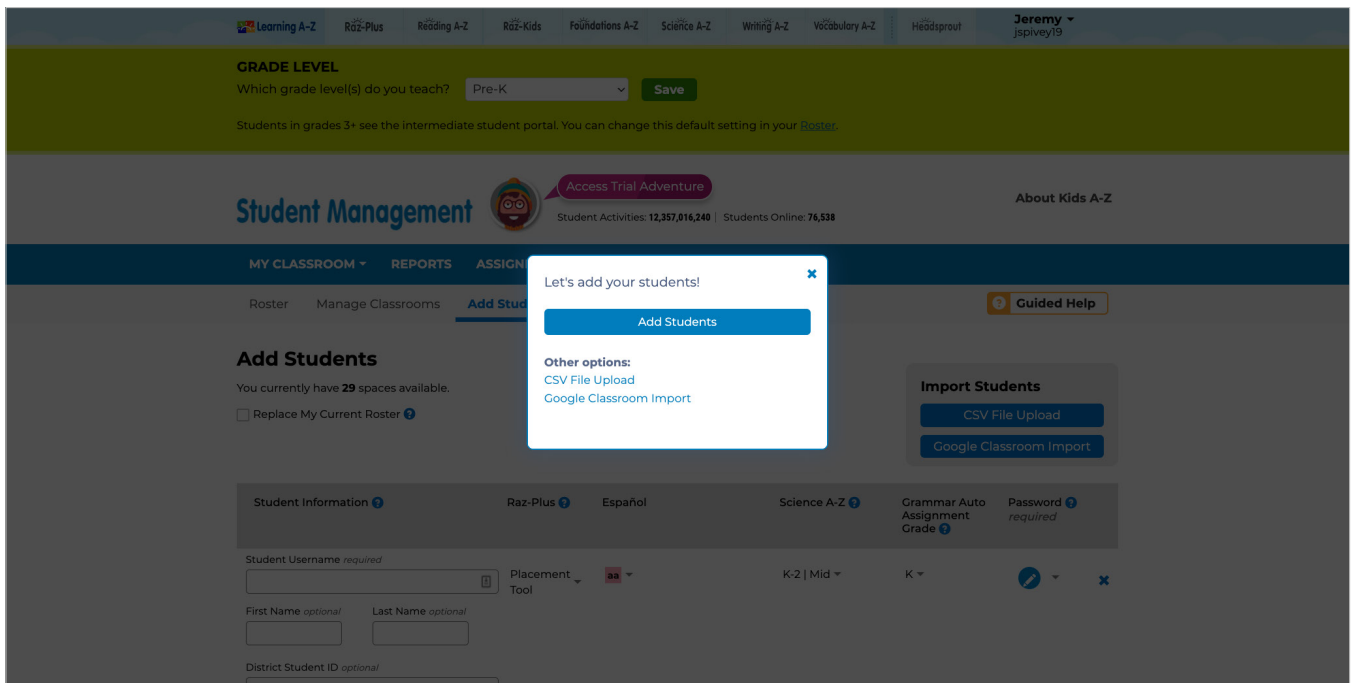 Learning A-Z Raz-Plus Reading A-Z Raz-Kids Foundations A-Z Science A-Z Writing A-Z Vocabulary A-Z Headsprout Jeremy
jspivey19
GRADE LEVEL
Which grade level(s) do you teach? Pre-K Save
Students in grades 3+ see the intermediate student portal. You can change this default setting in your Roster.
Access Trial Adventure
Student Management About Kids A-Z
Student Activities: 12,357,016,240 | Students Online: 76,538
MY CLASSROOM REPORTS ASSIGN
Let's add your students!
Roster Manage Classrooms Add Stud Guided Help
Add Students
Add Students
You currently have 29 spaces available.
Replace My Current Roster
Other options:
CSV File Upload
Google Classroom Import
Import Students
CSV File Upload
Google Classroom Import
Student Information Raz-Plus Español Science A-Z Grammar Auto Assignment Grade Password required
Student Username required
Placement Tool aa K-2 | Mid K
First Name optional Last Name optional
District Student ID optional